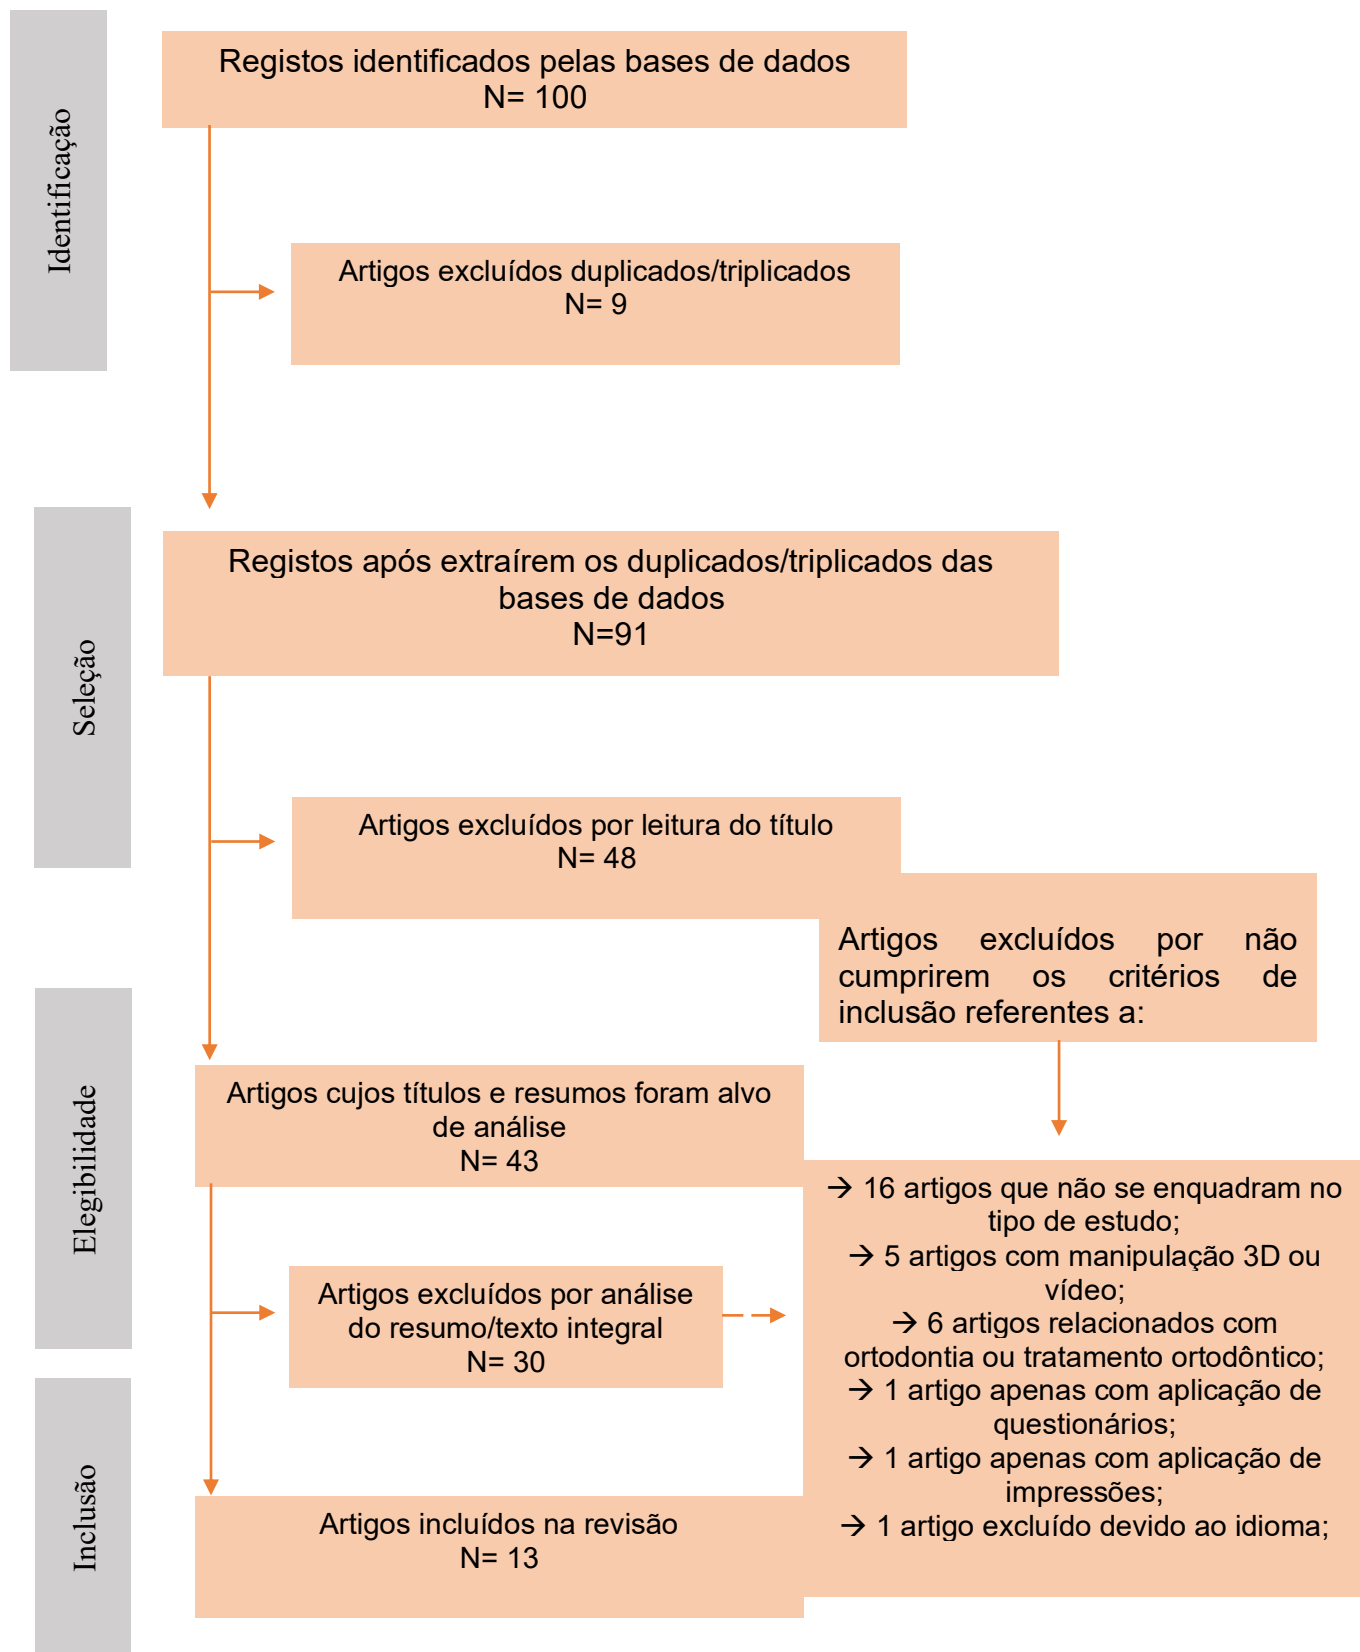 Identificação
Registos identificados pelas bases de dados
N= 100
Artigos excluídos duplicados/triplicados
N= 9
Seleção
Registos após extraírem os duplicados/triplicados das
bases de dados
N=91
Artigos excluídos por leitura do título
N= 48
Artigos excluídos por não
cumprirem os critérios de
inclusão referentes a:
Elegibilidade
Artigos cujos títulos e resumos foram alvo
de análise
N= 43
Artigos excluídos por análise
do resumo/texto integral
N= 30
→ 16 artigos que não se enquadram no
tipo de estudo;
→ 5 artigos com manipulação 3D ou
vídeo;
→ 6 artigos relacionados com
ortodontia ou tratamento ortodôntico;
→ 1 artigo apenas com aplicação de
questionários;
→ 1 artigo apenas com aplicação de
impressões;
→ 1 artigo excluído devido ao idioma;
Inclusão
Artigos incluídos na revisão
N= 13